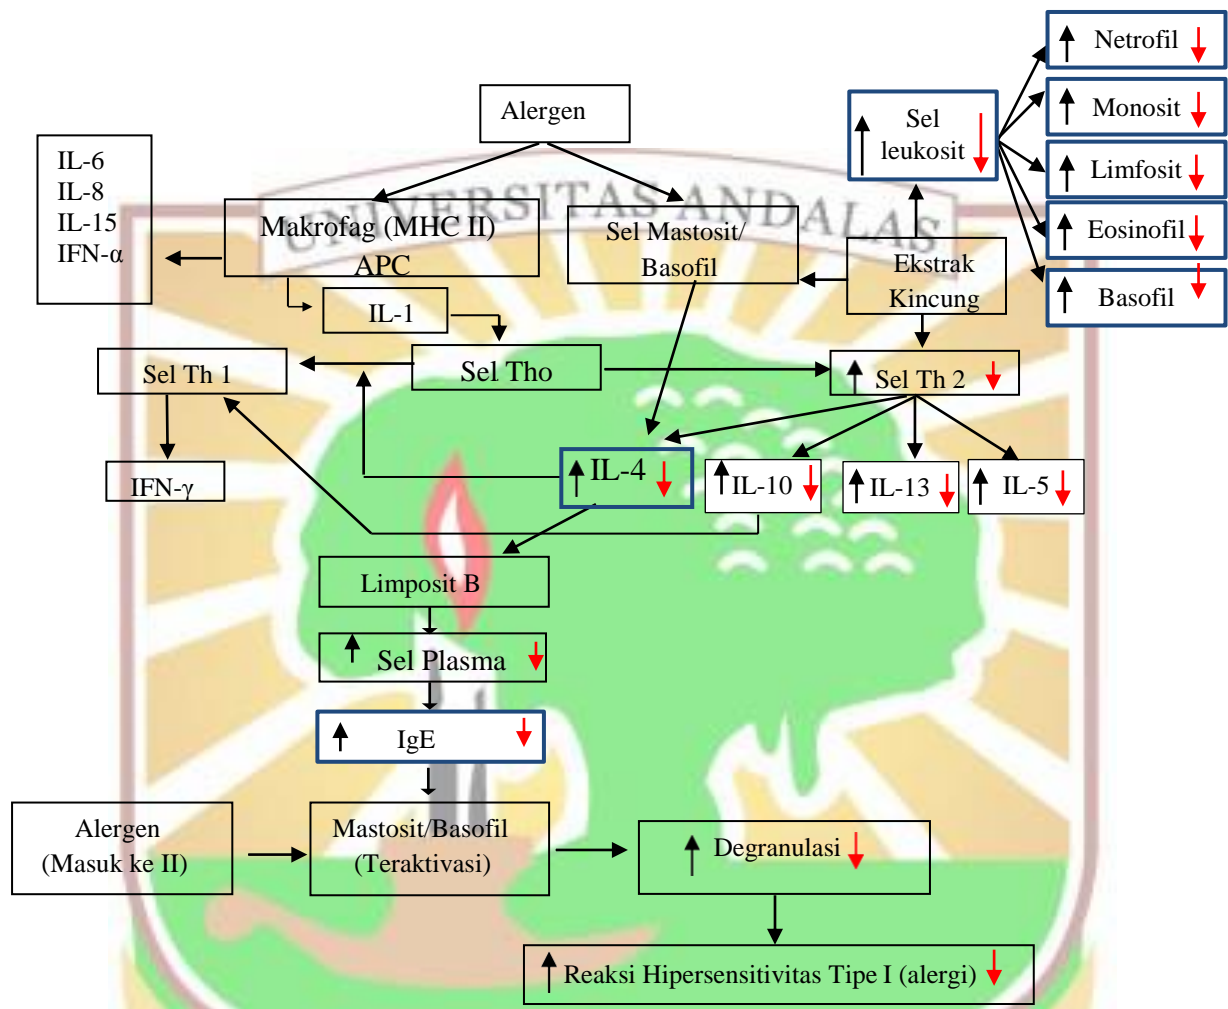 Netrofil
Monosit
Limfosit
Eosinofil
Basofil
Sel
leukosit
Alergen
IL-6
IL-8
IL-15
IFN-α
UNIVERSITAS ANDALAS
Makrofag (MHC II)
APC
Sel Mastosit/
Basofil
Ekstrak
Kincung
IL-1
Sel Th 1
Sel Tho
Sel Th 2
IFN-γ
IL-4
IL-10
IL-13
IL-5
Limposit B
Sel Plasma
IgE
Alergen
(Masuk ke II)
Mastosit/Basofil
(Teraktivasi)
Degranulasi
Reaksi Hipersensitivitas Tipe I (alergi)